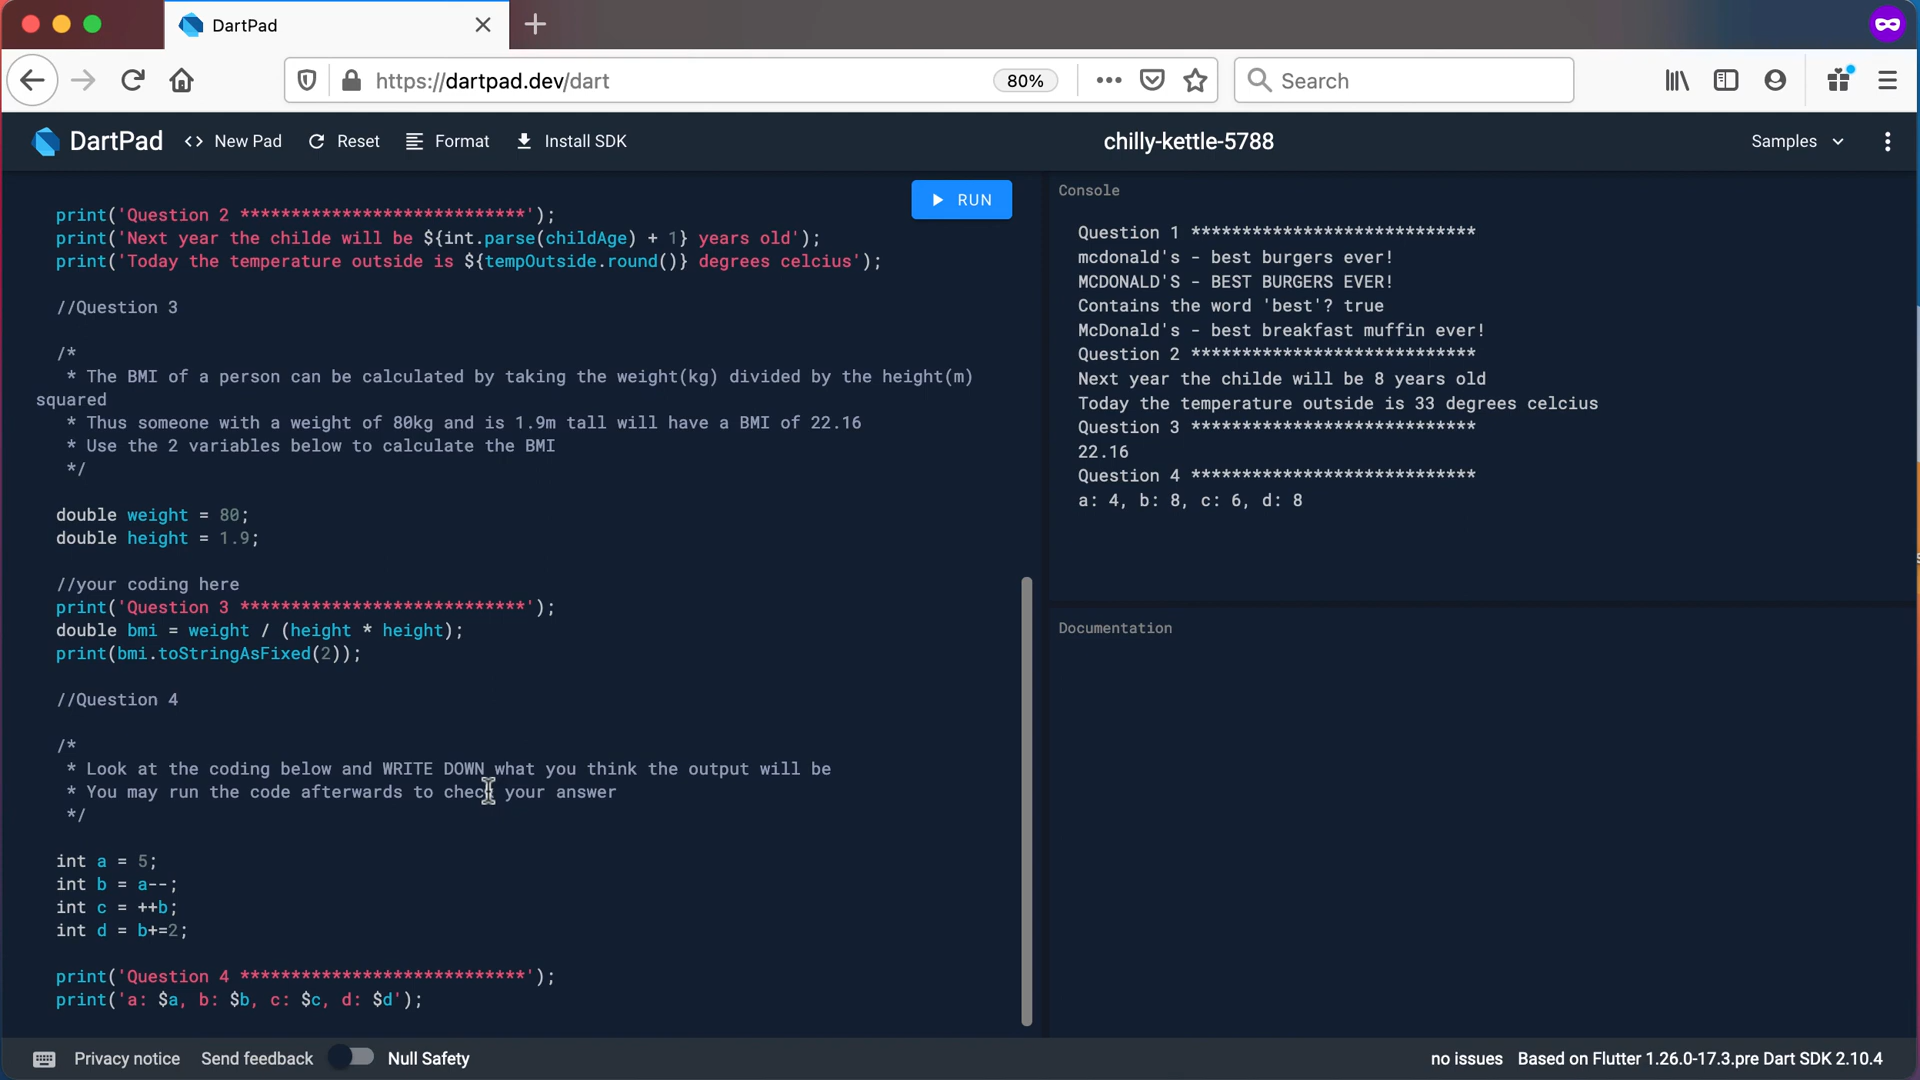 DartPad
https://dartpad.dev/dart
80%
Search
DartPad
<> New Pad
Reset
Format
Install SDK
chilly-kettle-5788
Samples
RUN
print('Question 2 ****************************');
print('Next year the childe will be ${int.parse(childAge) + 1} years old');
print('Today the temperature outside is ${tempOutside.round()} degrees celcius');
//Question 3
/*
* The BMI of a person can be calculated by taking the weight(kg) divided by the height(m)
squared
* Thus someone with a weight of 80kg and is 1.9m tall will have a BMI of 22.16
* Use the 2 variables below to calculate the BMI
*/
double weight = 80;
double height = 1.9;
//your coding here
print('Question 3 ****************************');
double bmi = weight / (height * height);
print(bmi.toStringAsFixed(2));
//Question 4
/*
* Look at the coding below and WRITE DOWN what you think the output will be
* You may run the code afterwards to check your answer
*/
int a = 5;
int b = a--;
int c = ++b;
int d = b+=2;
print('Question 4 ****************************');
print('a: $a, b: $b, c: $c, d: $d');
Console
Question 1 ****************************
mcdonald's - best burgers ever!
MCDONALD'S - BEST BURGERS EVER!
Contains the word 'best'? true
McDonald's - best breakfast muffin ever!
Question 2 ****************************
Next year the childe will be 8 years old
Today the temperature outside is 33 degrees celcius
Question 3 ****************************
22.16
Question 4 ****************************
a: 4, b: 8, c: 6, d: 8
Documentation
Privacy notice
Send feedback
Null Safety
no issues
Based on Flutter 1.26.0-17.3.pre Dart SDK 2.10.4